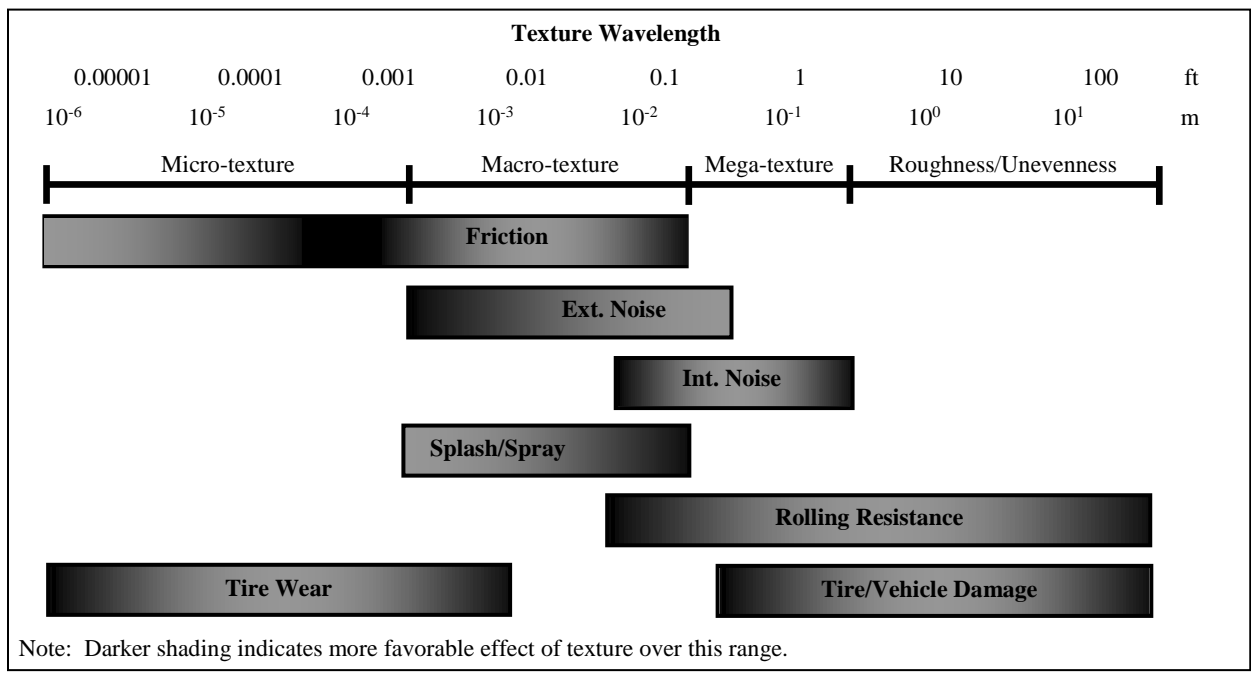 Texture Wavelength
0.00001 0.0001 0.001 0.01 0.1 1 10 100 ft
10-6 10-5 10-4 10-3 10-2 10-1 100 101 m
Micro-texture Macro-texture Mega-texture Roughness/Unevenness
Friction
Ext. Noise
Int. Noise
Splash/Spray
Rolling Resistance
Tire Wear Tire/Vehicle Damage
Note: Darker shading indicates more favorable effect of texture over this range.